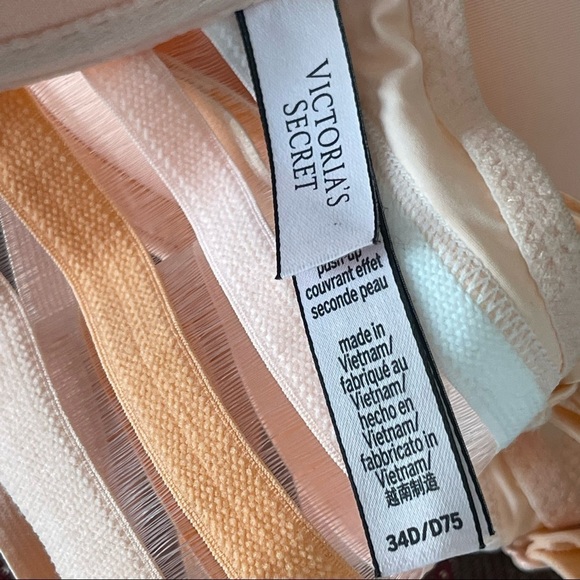 VICTORIA'S
SECRET
push-up
couvrant effet
seconde peau
made in
Vietnam/
fabriqué au
Vietnam/
hecho en
Vietnam/
fabbricato in
Vietnam/
越南制造
34D/D75